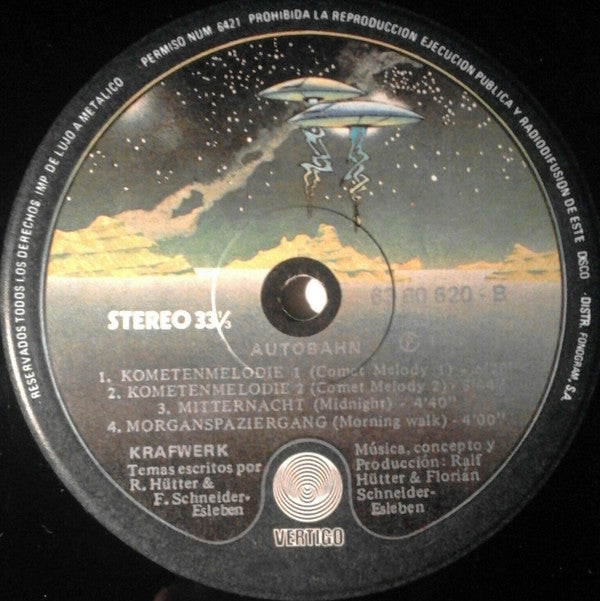 RESERVADOS TODOS LOS DERECHOS. IMP. DE LUJO A METALICO PERMISO NUM 6421 PROHIBIDA LA REPRODUCCION EJECUCION PUBLICA Y RADIODIFUSION DE ESTE DISCO · DISTR. FONOGRAM, S.A.
STEREO 33⅓
63 60 620 - B
AUTOBAHN Ⓟ
1. KOMETENMELODIE 1 (Comet Melody 1)
2. KOMETENMELODIE 2 (Comet Melody 2) -
3. MITTERNACHT (Midnight) - 4'40"
4. MORGANSPAZIERGANG (Morning walk) - 4'00"
KRAFWERK
Temas escritos por
R. Hütter &
F. Schneider-
Esleben
Música, concepto y
Producción: Ralf
Hütter & Florián
Schneider-
Esleben
VERTIGO